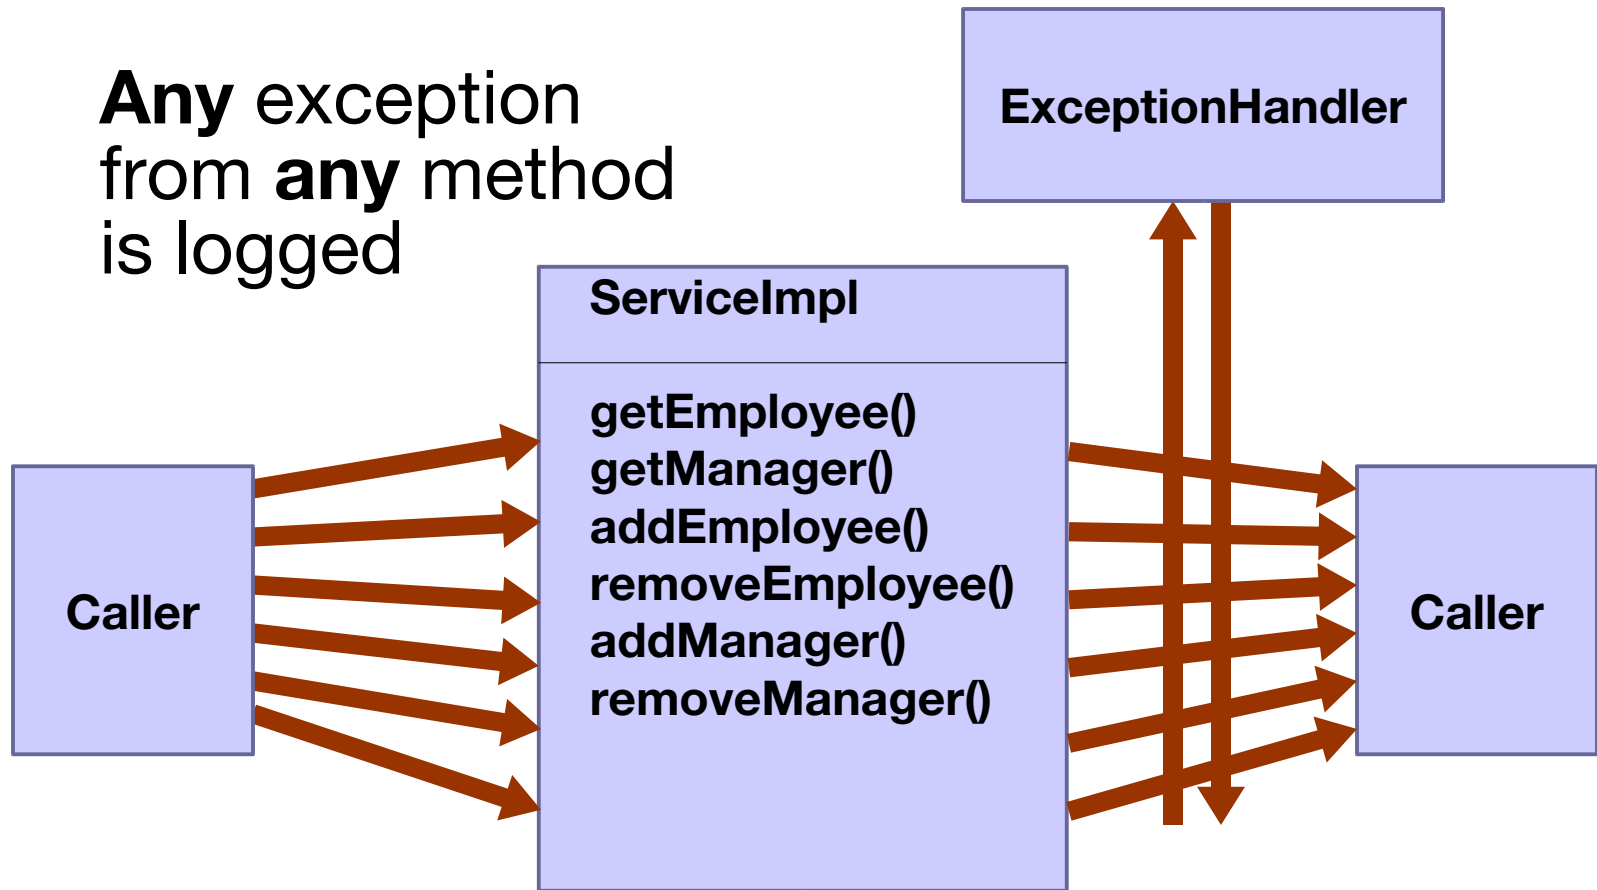 Any exception
from any method
is logged
ExceptionHandler
ServiceImpl
getEmployee()
getManager()
addEmployee()
removeEmployee()
addManager()
removeManager()
Caller
Caller